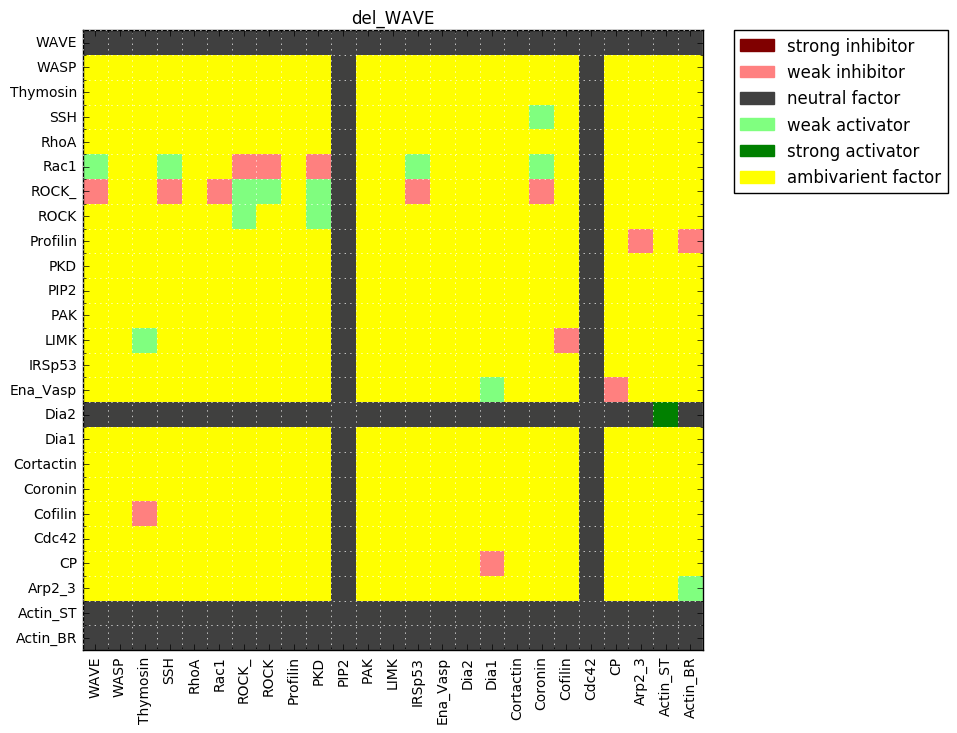 del_WAVE
strong inhibitor
weak inhibitor
neutral factor
weak activator
strong activator
ambivarient factor
WAVE
WASP
Thymosin
SSH
RhoA
Rac1
ROCK_
ROCK
Profilin
PKD
PIP2
PAK
LIMK
IRSp53
Ena_Vasp
Dia2
Dia1
Cortactin
Coronin
Cofilin
Cdc42
CP
Arp2_3
Actin_ST
Actin_BR
WAVE
WASP
Thymosin
SSH
RhoA
Rac1
ROCK_
ROCK
Profilin
PKD
PIP2
PAK
LIMK
IRSp53
Ena_Vasp
Dia2
Dia1
Cortactin
Coronin
Cofilin
Cdc42
CP
Arp2_3
Actin_ST
Actin_BR